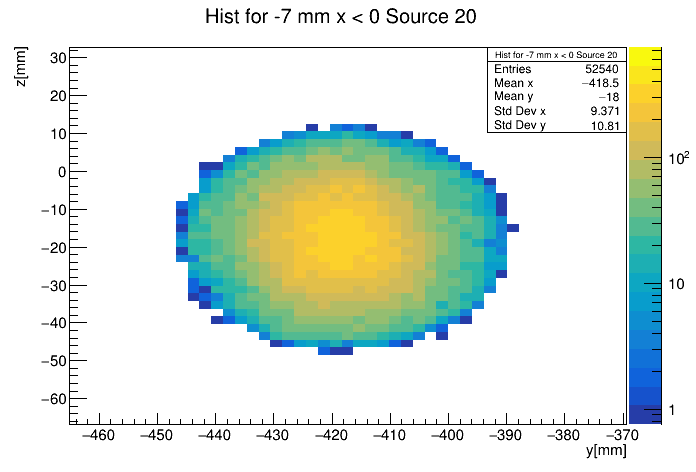 Hist for -7 mm x < 0 Source 20
z[mm]
Hist for -7 mm x < 0 Source 20
Entries 52540
Mean x −418.5
Mean y −18
Std Dev x 9.371
Std Dev y 10.81
30
20
10
0
−10
−20
−30
−40
−50
−60
10²
10
1
−460 −450 −440 −430 −420 −410 −400 −390 −380 −370
y[mm]